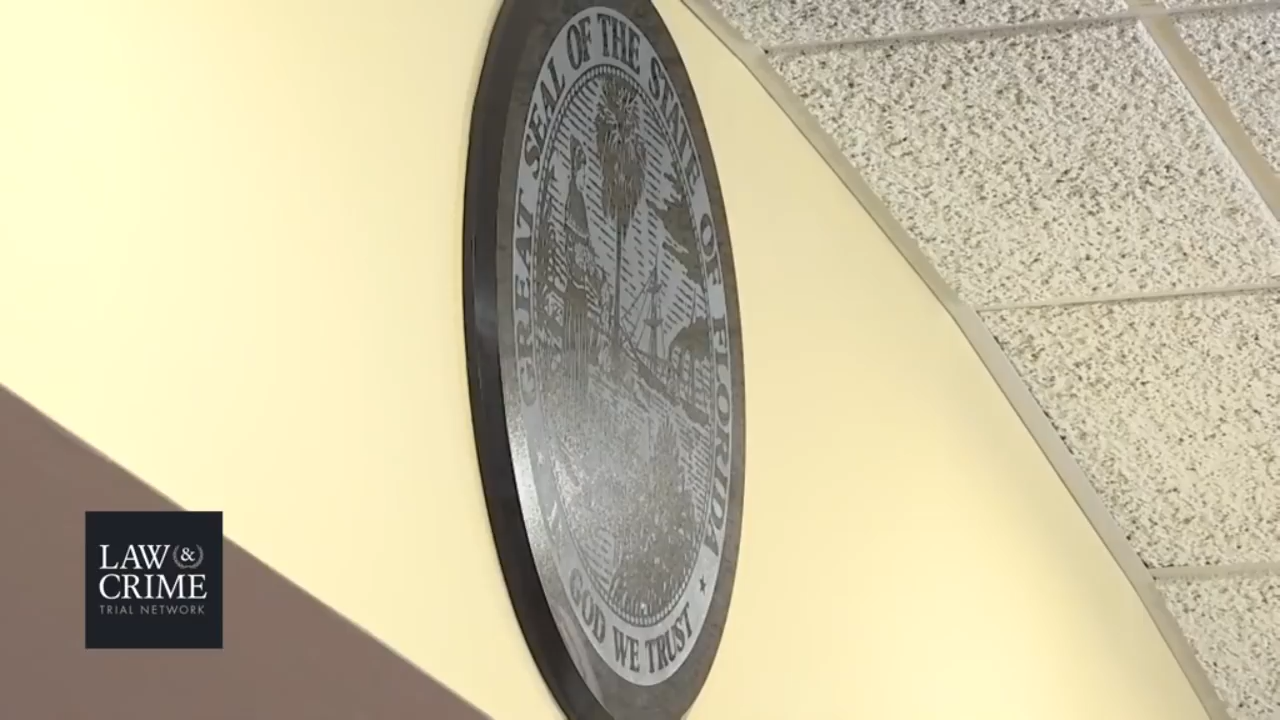 GREAT SEAL OF THE STATE OF FLORIDA
GOD WE TRUST
LAW &
CRIME
TRIAL NETWORK